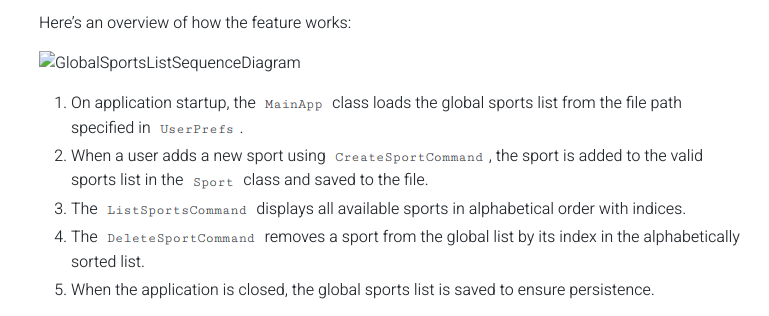 Here’s an overview of how the feature works:
GlobalSportsListSequenceDiagram
1. On application startup, the MainApp class loads the global sports list from the file path
specified in UserPrefs .
2. When a user adds a new sport using CreateSportCommand , the sport is added to the valid
sports list in the Sport class and saved to the file.
3. The ListSportsCommand displays all available sports in alphabetical order with indices.
4. The DeleteSportCommand removes a sport from the global list by its index in the alphabetically
sorted list.
5. When the application is closed, the global sports list is saved to ensure persistence.